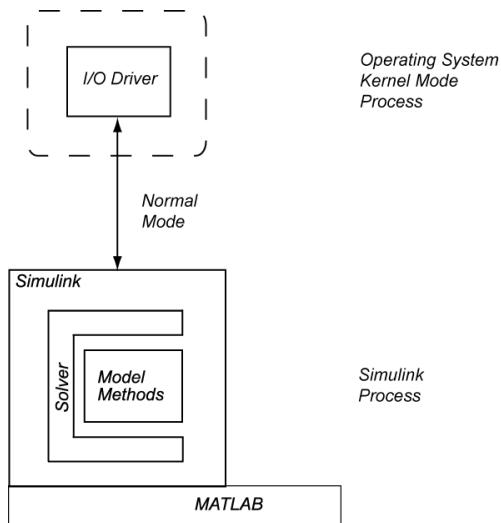 I/O Driver
Operating System
Kernel Mode
Process
Normal
Mode
Simulink
Solver
Model
Methods
Simulink
Process
MATLAB